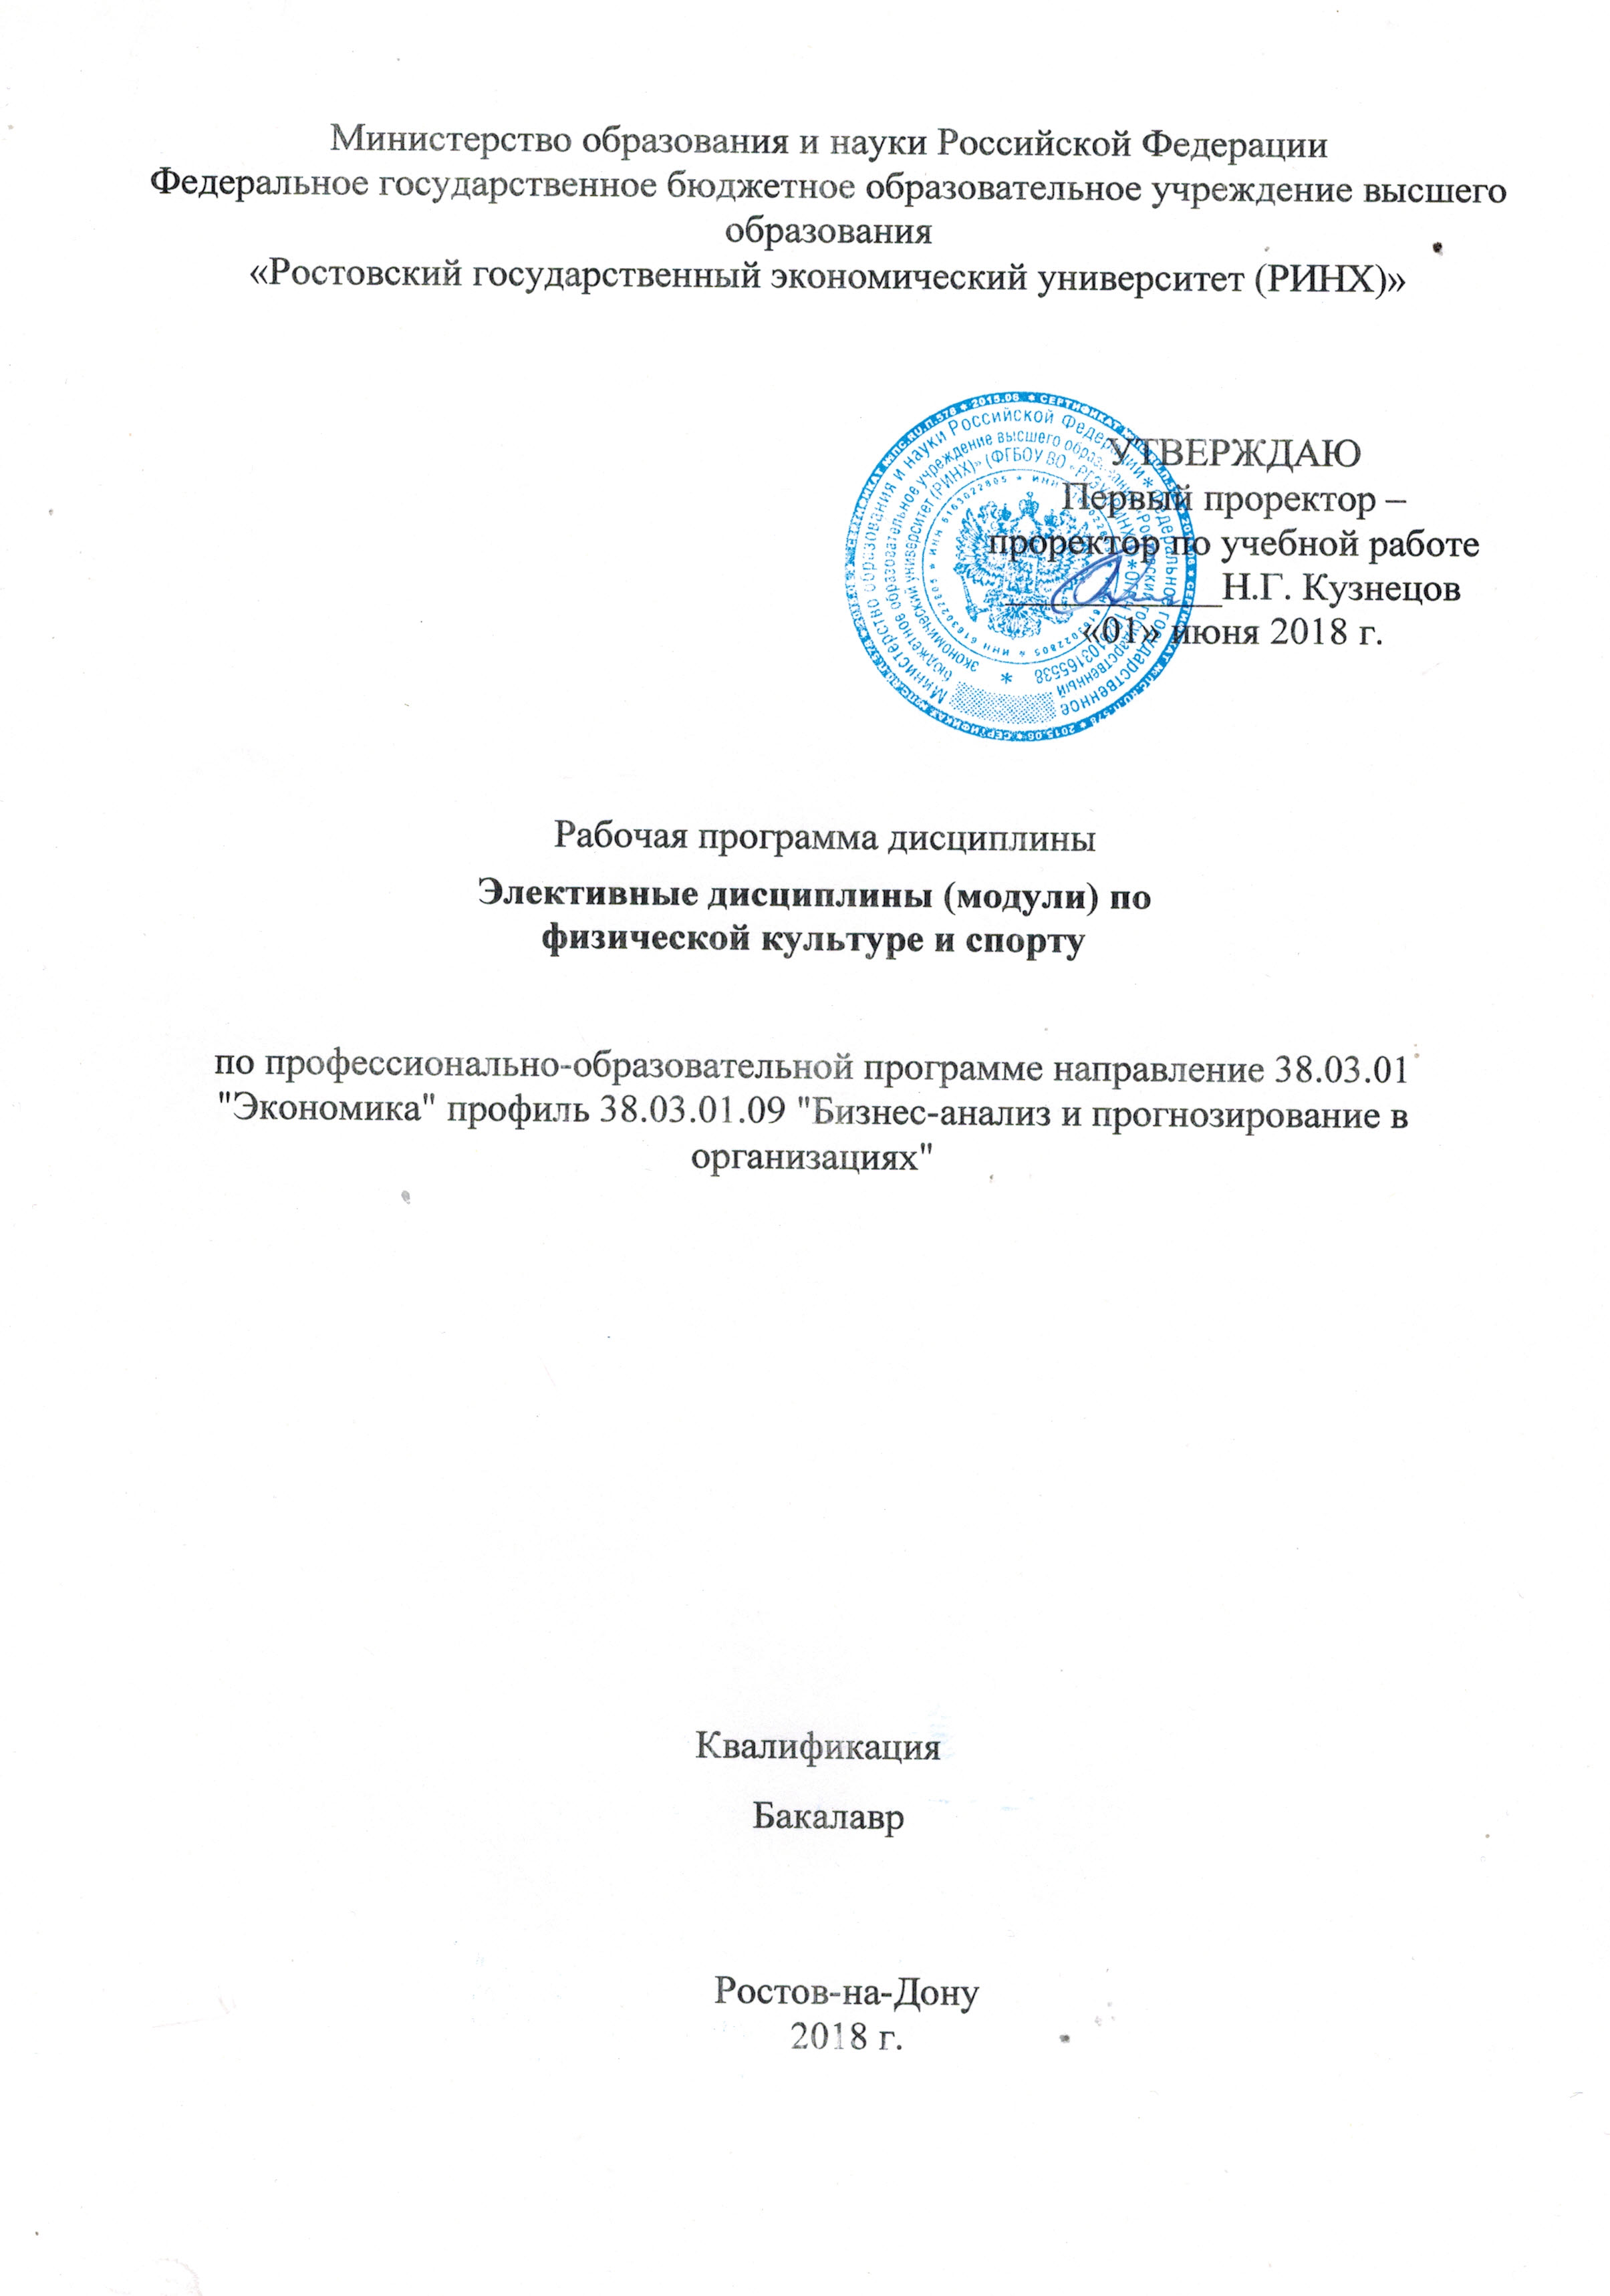 Министерство образования и науки Российской Федерации
Федеральное государственное бюджетное образовательное учреждение высшего
образования
«Ростовский государственный экономический университет (РИНХ)»
УТВЕРЖДАЮ
Первый проректор –
проректор по учебной работе
Н.Г. Кузнецов
«01» июня 2018 г.
Рабочая программа дисциплины
Элективные дисциплины (модули) по
физической культуре и спорту
по профессионально-образовательной программе направление 38.03.01
"Экономика" профиль 38.03.01.09 "Бизнес-анализ и прогнозирование в
организациях"
Квалификация
Бакалавр
Ростов-на-Дону
2018 г.